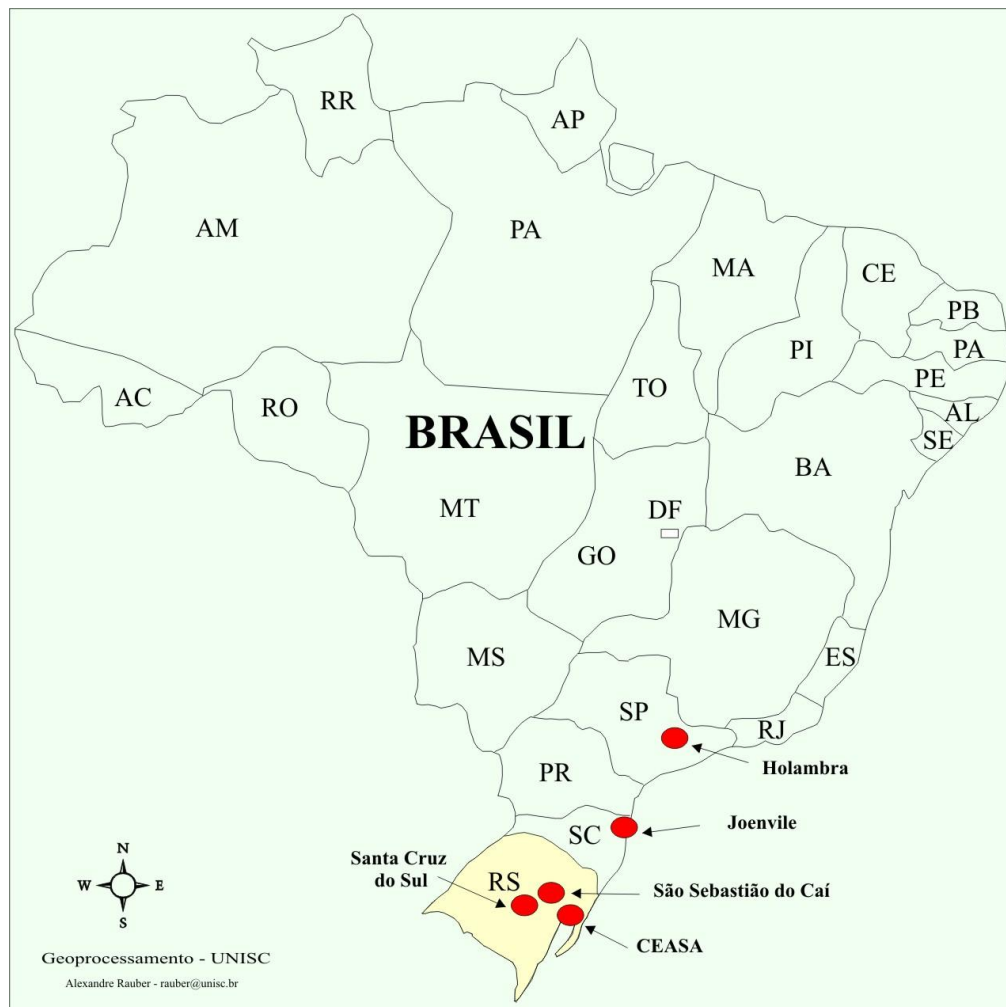 RR
AP
AM
PA
MA
CE
PB
PA
PI
PE
AC
RO
TO
AL
SE
BRASIL
BA
MT
DF
GO
MG
MS
ES
SP
RJ
Holambra
PR
Joenvile
SC
Santa Cruz
do Sul
RS
São Sebastião do Caí
CEASA
N
W
E
S
Geoprocessamento - UNISC
Alexandre Rauber - rauber@unisc.br